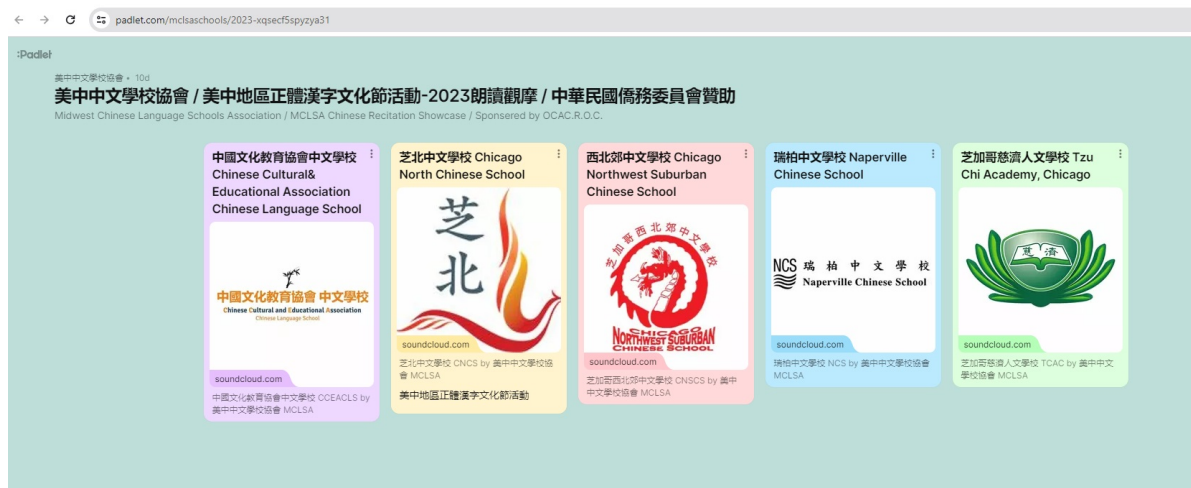 padlet.com/mclsaschools/2023-xqsecf5spyzya31
:Padlet
美中中文學校協會 • 10d
美中中文學校協會 / 美中地區正體漢字文化節活動-2023朗讀觀摩 / 中華民國僑務委員會贊助
Midwest Chinese Language Schools Association / MCLSA Chinese Recitation Showcase / Sponsered by OCAC.R.O.C.
中國文化教育協會中文學校
Chinese Cultural&
Educational Association
Chinese Language School
中國文化教育協會 中文學校
Chinese Cultural and Educational Association
Chinese Language School
soundcloud.com
中國文化教育協會中文學校 CCEACLS by
美中中文學校協會 MCLSA
芝北中文學校 Chicago
North Chinese School
芝北
soundcloud.com
芝北中文學校 CNCS by 美中中文學校協
會 MCLSA
美中地區正體漢字文化節活動
西北郊中文學校 Chicago
Northwest Suburban
Chinese School
芝加哥西北郊中文學校
CHICAGO
NORTHWEST SUBURBAN
CHINESE SCHOOL
soundcloud.com
芝加哥西北郊中文學校 CNSCS by 美中
中文學校協會 MCLSA
瑞柏中文學校 Naperville
Chinese School
NCS 瑞柏中文學校
Naperville Chinese School
soundcloud.com
瑞柏中文學校 NCS by 美中中文學校協會
MCLSA
芝加哥慈濟人文學校 Tzu
Chi Academy, Chicago
慈濟
soundcloud.com
芝加哥慈濟人文學校 TCAC by 美中中文
學校協會 MCLSA